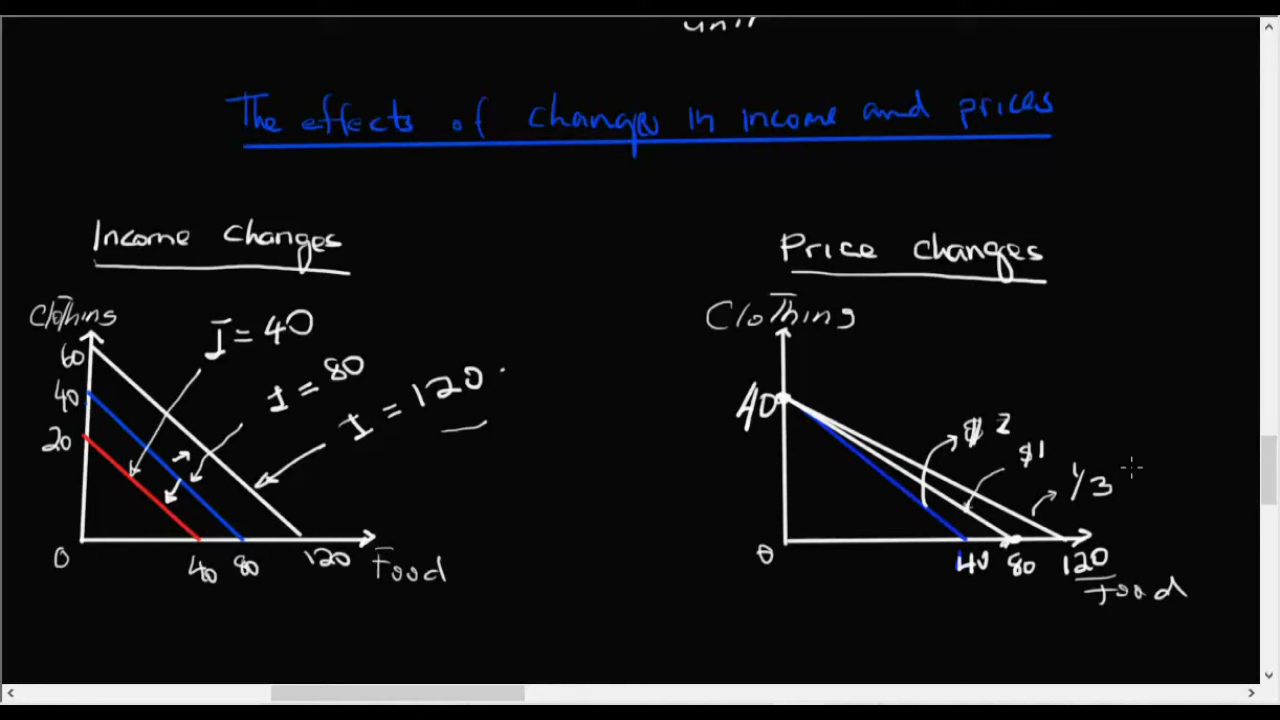 unit
The effects of changes in income and prices
Income changes
Clothing
60
40
20
I = 40
I = 80
I = 120
0
40
80
120
Food
Price changes
Clothing
40
$ 2
$1
1/3
0
40
80
120
Food